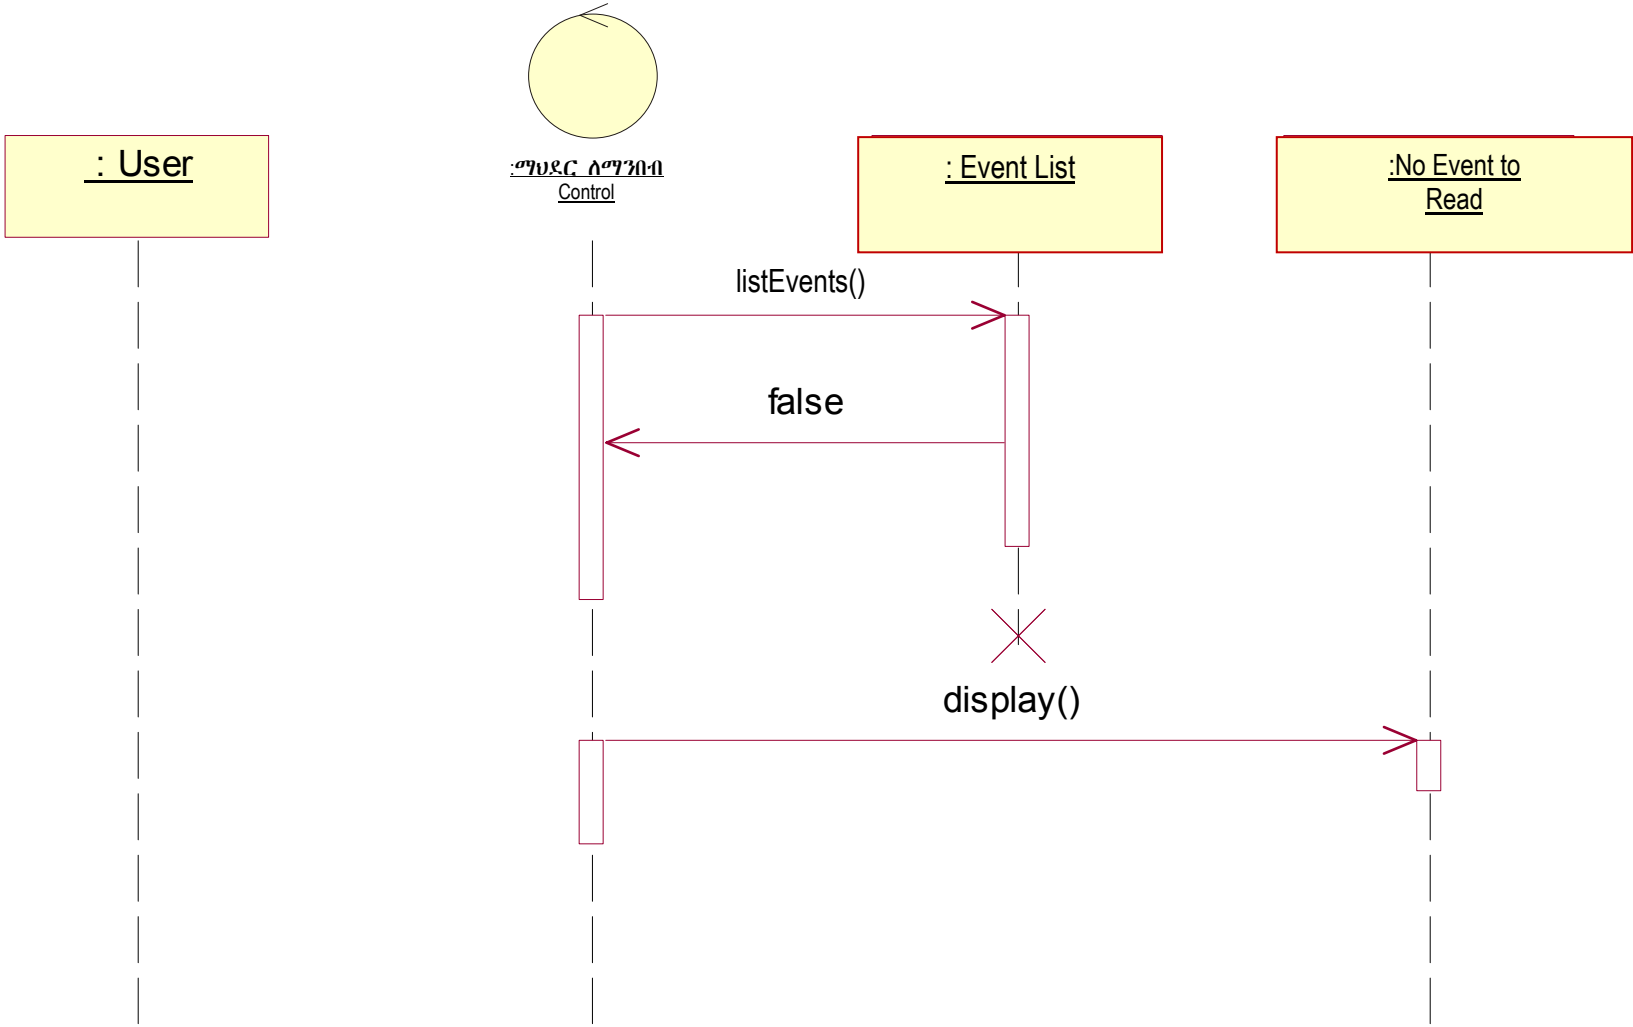 : User
:ማህደር ለማንበብ
Control
: Event List
:No Event to
Read
listEvents()
false
display()